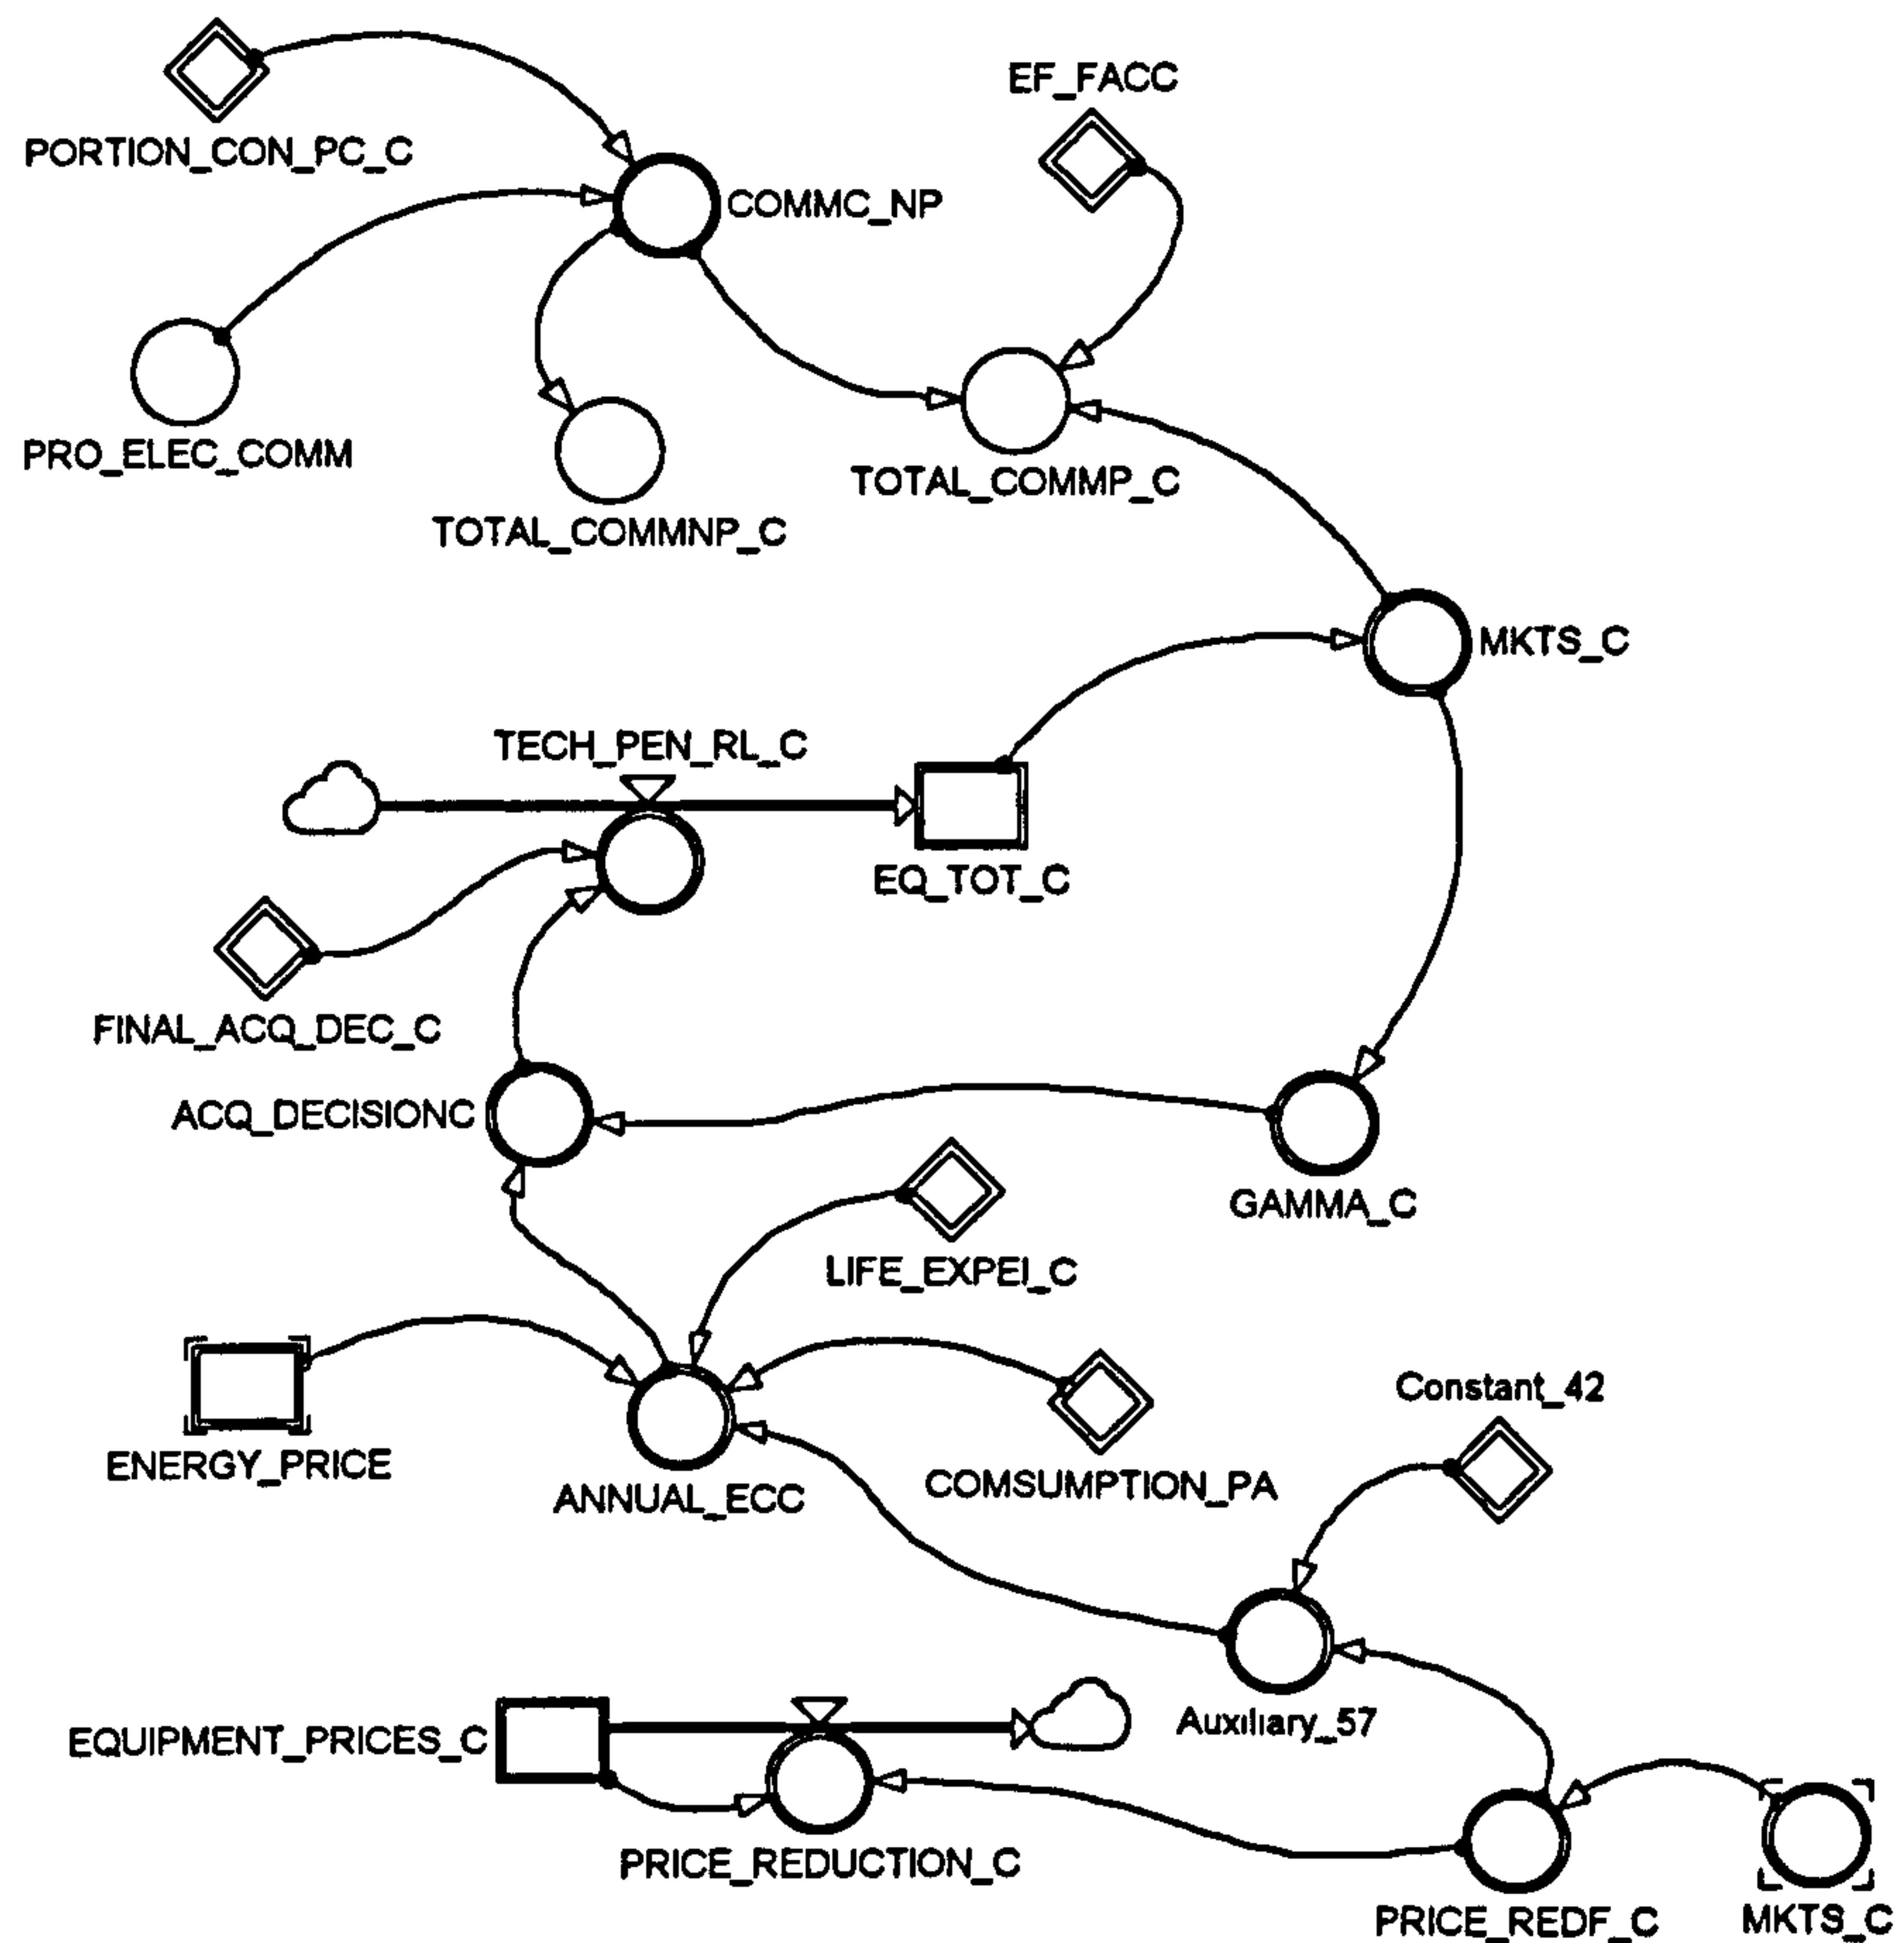 EF_FACC
PORTION_CON_PC_C
COMMC_NP
PRO_ELEC_COMM
TOTAL_COMMP_C
TOTAL_COMMNP_C
MKTS_C
TECH_PEN_RL_C
EQ_TOT_C
FINAL_ACQ_DEC_C
ACQ_DECISIONC
GAMMA_C
LIFE_EXPEI_C
Constant_42
ENERGY_PRICE
COMSUMPTION_PA
ANNUAL_ECC
Auxiliary_57
EQUIPMENT_PRICES_C
PRICE_REDUCTION_C
PRICE_REDF_C
MKTS_C